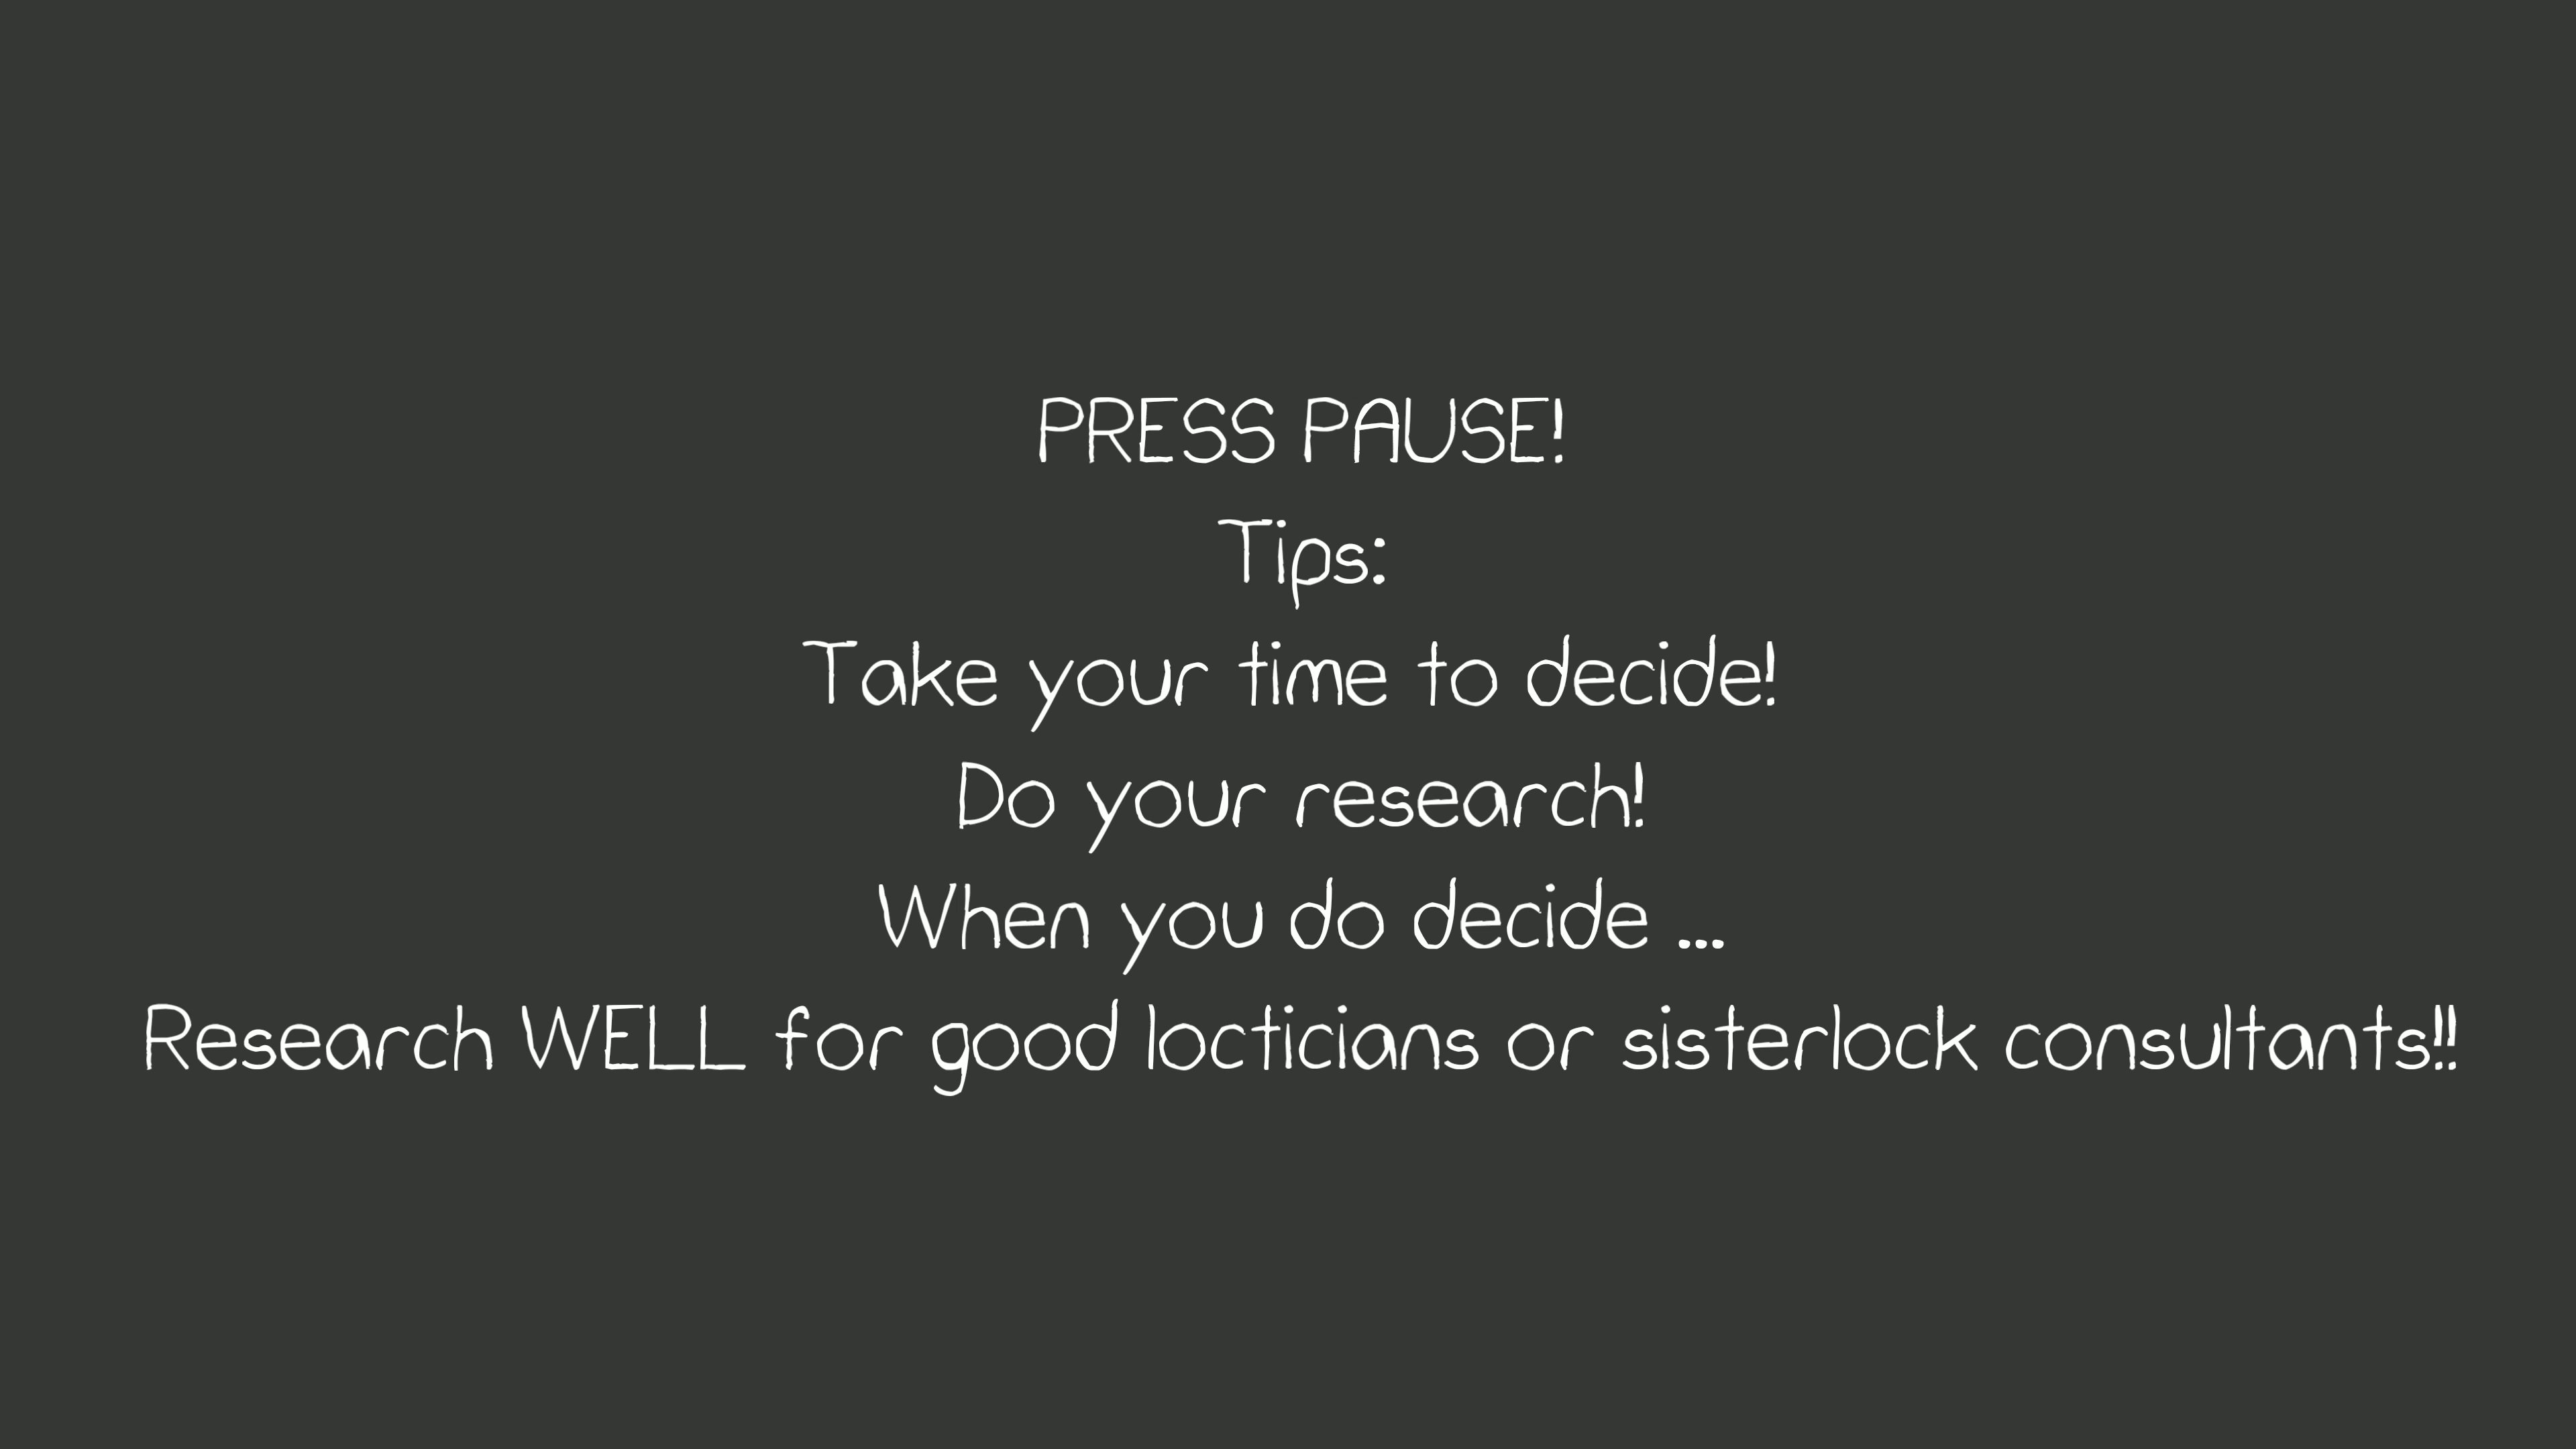 PRESS PAUSE!
Tips:
Take your time to decide!
Do your research!
When you do decide ...
Research WELL for good locticians or sisterlock consultants!!